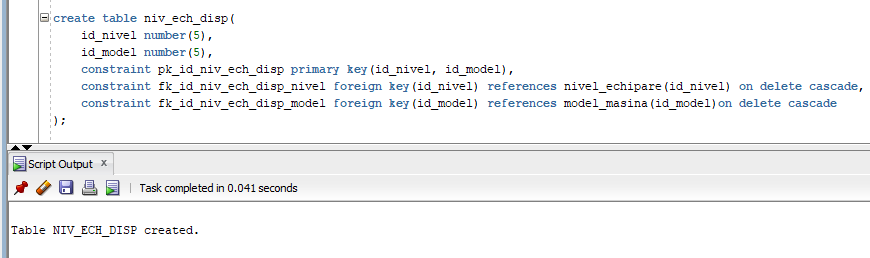 create table niv_ech_disp(
    id_nivel number(5),
    id_model number(5),
    constraint pk_id_niv_ech_disp primary key(id_nivel, id_model),
    constraint fk_id_niv_ech_disp_nivel foreign key(id_nivel) references nivel_echipare(id_nivel) on delete cascade,
    constraint fk_id_niv_ech_disp_model foreign key(id_model) references model_masina(id_model)on delete cascade
);
Script Output ×
Task completed in 0.041 seconds
Table NIV_ECH_DISP created.